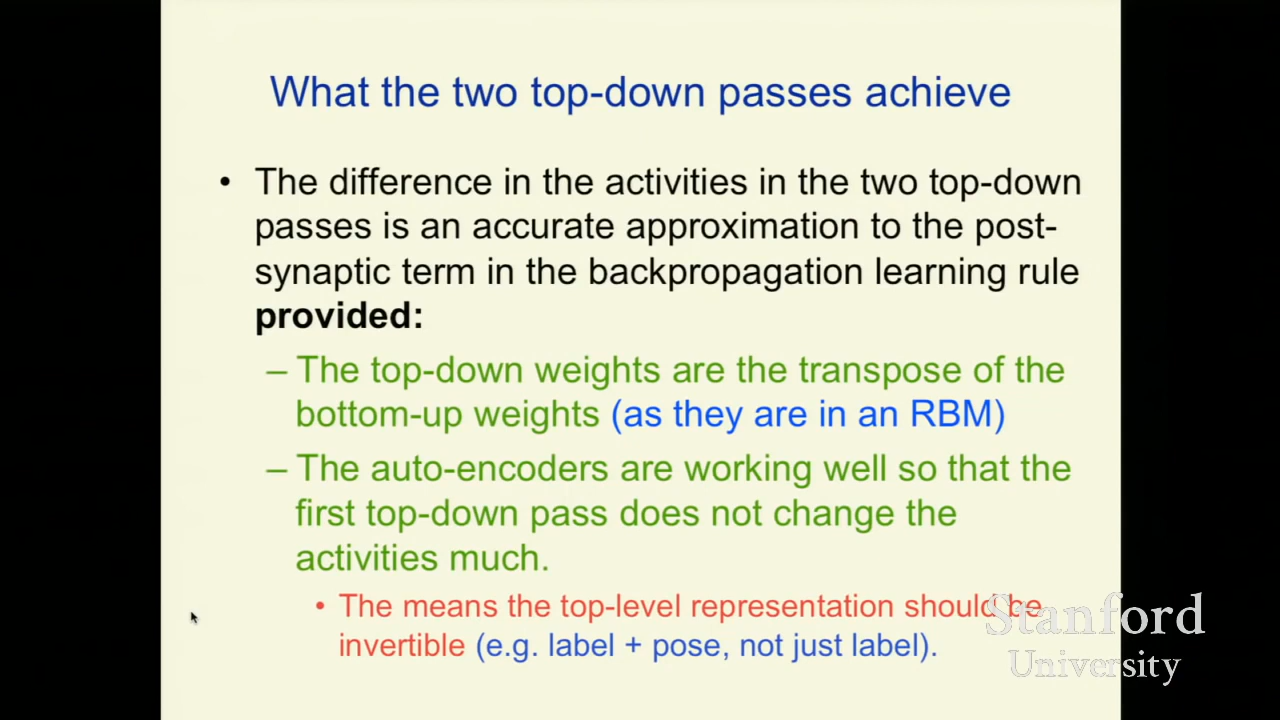 What the two top-down passes achieve
• The difference in the activities in the two top-down
passes is an accurate approximation to the post-
synaptic term in the backpropagation learning rule
provided:
– The top-down weights are the transpose of the
bottom-up weights (as they are in an RBM)
– The auto-encoders are working well so that the
first top-down pass does not change the
activities much.
• The means the top-level representation should be
invertible (e.g. label + pose, not just label).
Stanford
University